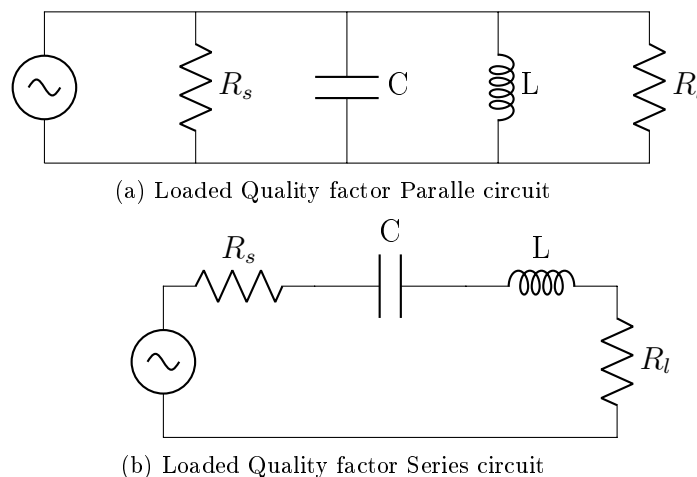 R_s
C
L
R
(a) Loaded Quality factor Paralle circuit
C
L
R_s
R_l
(b) Loaded Quality factor Series circuit